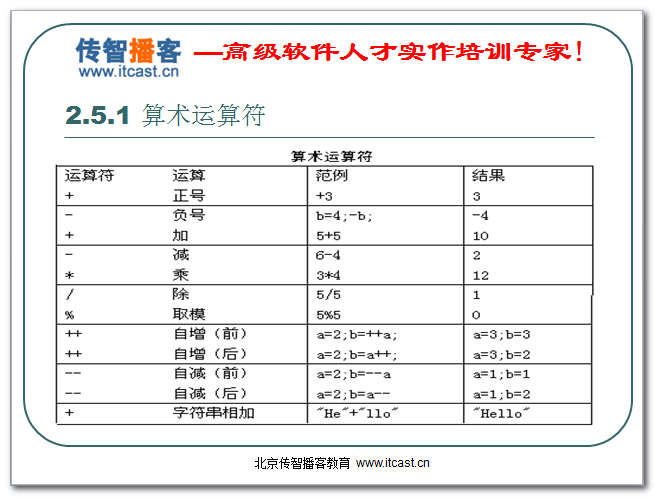 传智播客 —高级软件人才实作培训专家!
www.itcast.cn
2.5.1 算术运算符
算术运算符
运算符 运算 范例 结果
+ 正号 +3 3
- 负号 b=4;-b; -4
+ 加 5+5 10
- 减 6-4 2
* 乘 3*4 12
/ 除 5/5 1
% 取模 5%5 0
++ 自增（前） a=2;b=++a; a=3;b=3
++ 自增（后） a=2;b=a++; a=3;b=2
-- 自减（前） a=2;b=--a a=1;b=1
-- 自减（后） a=2;b=a-- a=1;b=2
+ 字符串相加 "He"+"llo" "Hello"
北京传智播客教育 www.itcast.cn